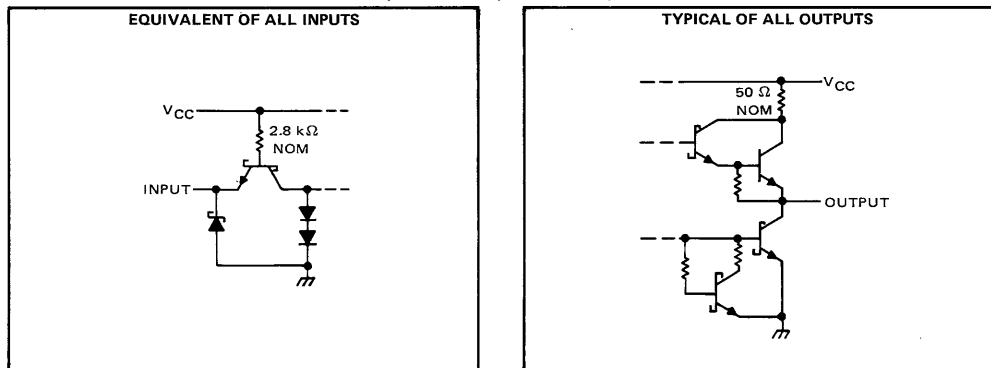 EQUIVALENT OF ALL INPUTS
VCC
2.8 kΩ
NOM
INPUT
TYPICAL OF ALL OUTPUTS
VCC
50 Ω
NOM
OUTPUT